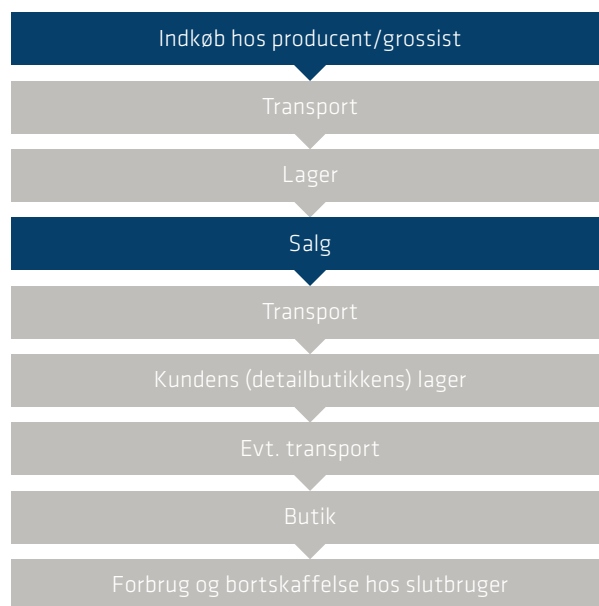 Indkøb hos producent/grossist
Transport
Lager
Salg
Transport
Kundens (detailbutikkens) lager
Evt. transport
Butik
Forbrug og bortskaffelse hos slutbruger